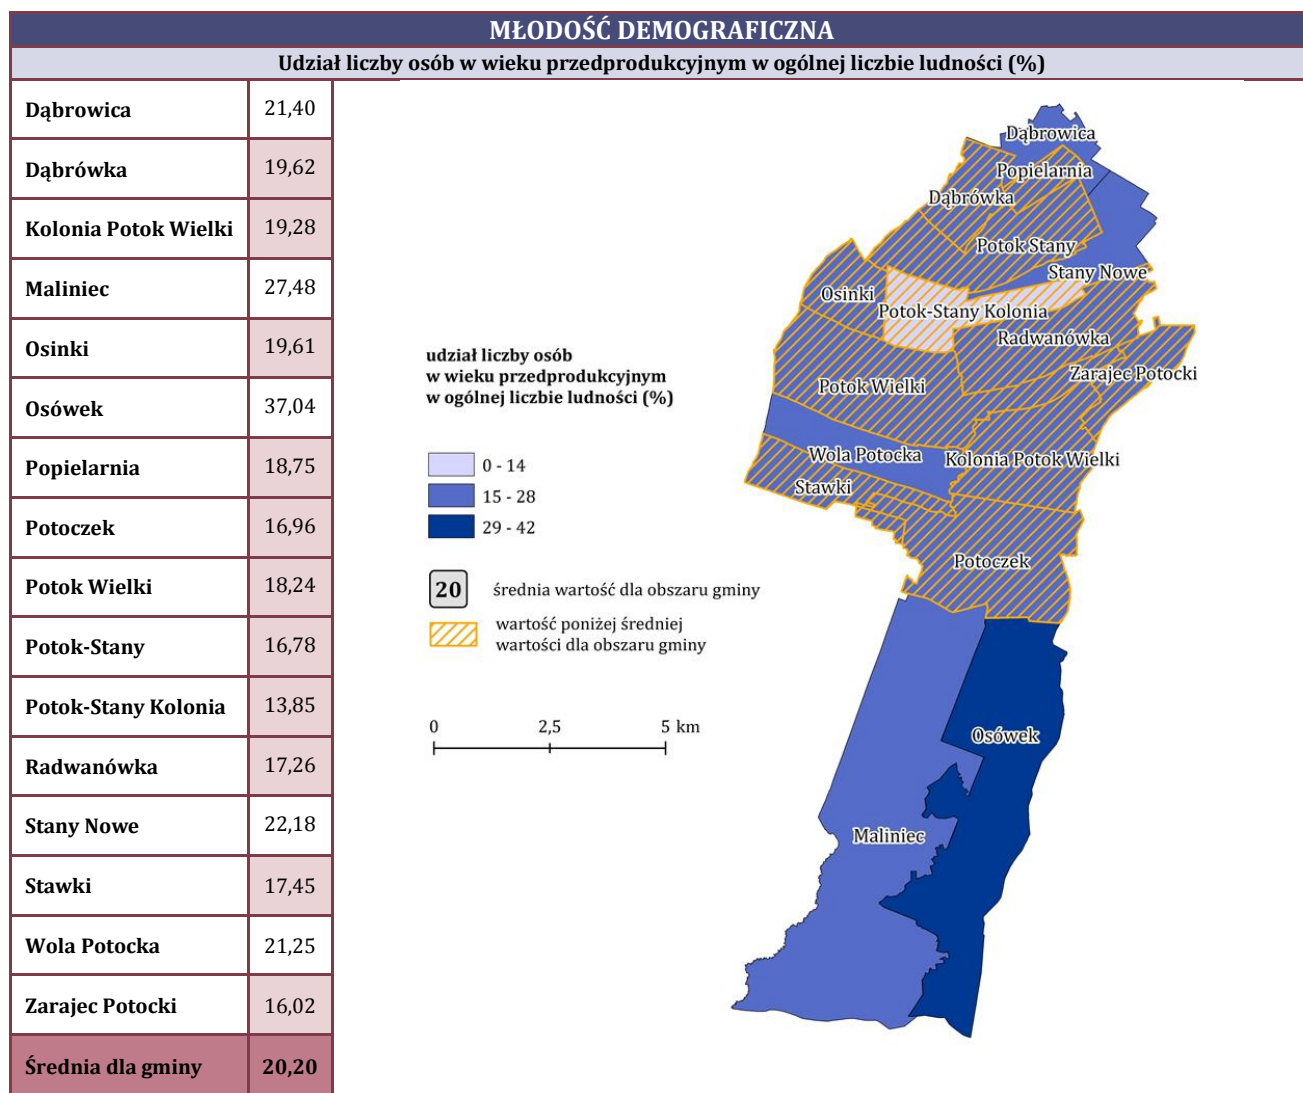 MŁODOŚĆ DEMOGRAFICZNA
Udział liczby osób w wieku przedprodukcyjnym w ogólnej liczbie ludności (%)
Dąbrowica 21,40
Dąbrówka 19,62
Kolonia Potok Wielki 19,28
Maliniec 27,48
Osinki 19,61
Osówek 37,04
Popielarnia 18,75
Potoczek 16,96
Potok Wielki 18,24
Potok-Stany 16,78
Potok-Stany Kolonia 13,85
Radwanówka 17,26
Stany Nowe 22,18
Stawki 17,45
Wola Potocka 21,25
Zarajec Potocki 16,02
Średnia dla gminy 20,20
udział liczby osób
w wieku przedprodukcyjnym
w ogólnej liczbie ludności (%)
0 - 14
15 - 28
29 - 42
20 średnia wartość dla obszaru gminy
wartość poniżej średniej
wartości dla obszaru gminy
0 2,5 5 km
Dąbrowica
Popielarnia
Dąbrówka
Potok Stany
Stany Nowe
Osinki
Potok-Stany Kolonia
Radwanówka
Zarajec Potocki
Potok Wielki
Wola Potocka
Kolonia Potok Wielki
Stawki
Potoczek
Osówek
Maliniec